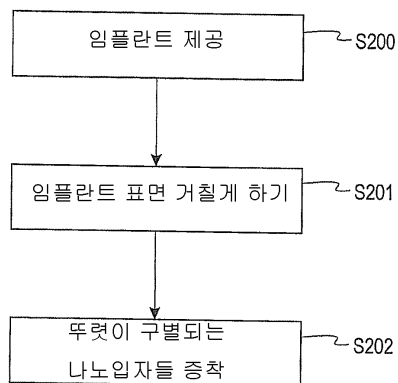 임플란트 제공
S200
임플란트 표면 거칠게 하기
S201
뚜렷이 구별되는
나노입자들 증착
S202